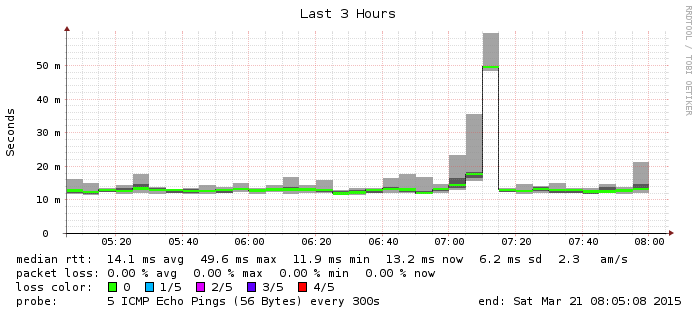 Last 3 Hours
RRDTOOL / TOBI OETIKER
Seconds
50 m
40 m
30 m
20 m
10 m
0
05:20 05:40 06:00 06:20 06:40 07:00 07:20 07:40 08:00
median rtt: 14.1 ms avg 49.6 ms max 11.9 ms min 13.2 ms now 6.2 ms sd 2.3 am/s
packet loss: 0.00 % avg 0.00 % max 0.00 % min 0.00 % now
loss color: 0 1/5 2/5 3/5 4/5
probe: 5 ICMP Echo Pings (56 Bytes) every 300s end: Sat Mar 21 08:05:08 2015